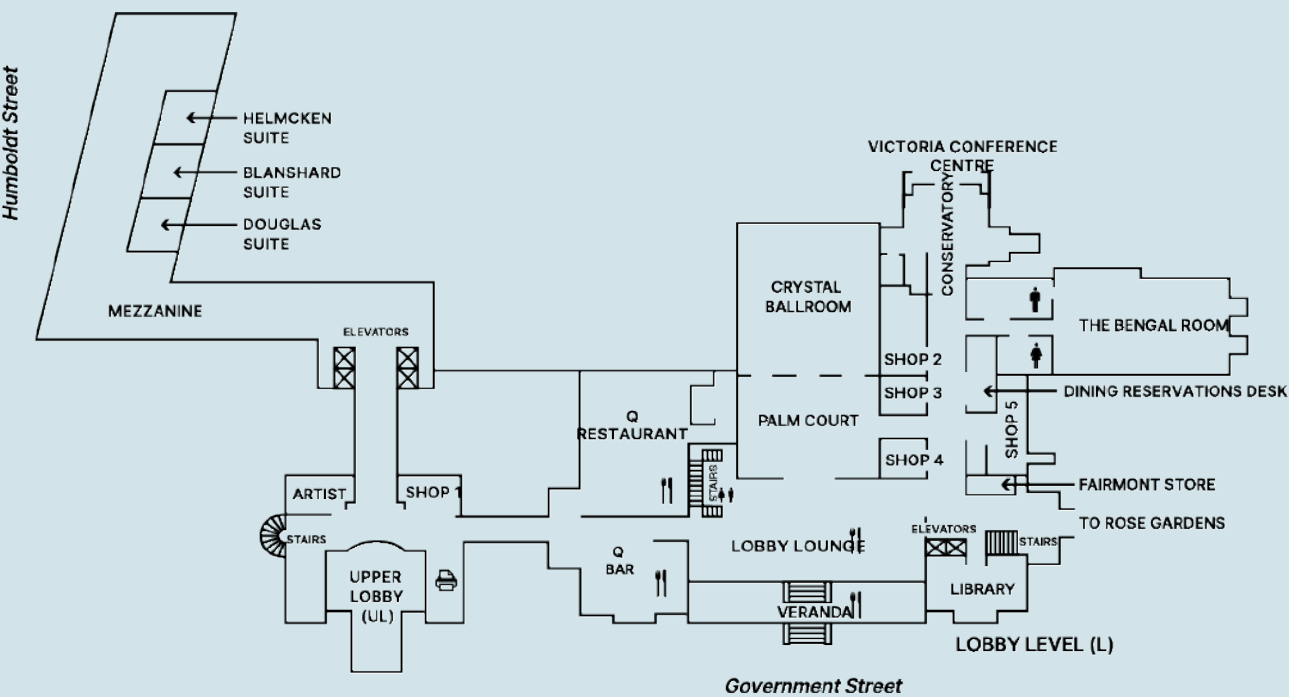 Humboldt Street
HELMCKEN
SUITE
BLANSHARD
SUITE
DOUGLAS
SUITE
MEZZANINE
ELEVATORS
VICTORIA CONFERENCE
CENTRE
CONSERVATORY
CRYSTAL
BALLROOM
THE BENGAL ROOM
SHOP 2
SHOP 3
DINING RESERVATIONS DESK
SHOP 5
Q
RESTAURANT
PALM COURT
SHOP 4
STAIRS
FAIRMONT STORE
ARTIST
SHOP 1
STAIRS
TO ROSE GARDENS
ELEVATORS
STAIRS
LOBBY LOUNGE
Q
BAR
UPPER
LOBBY
(UL)
LIBRARY
VERANDA
LOBBY LEVEL (L)
Government Street